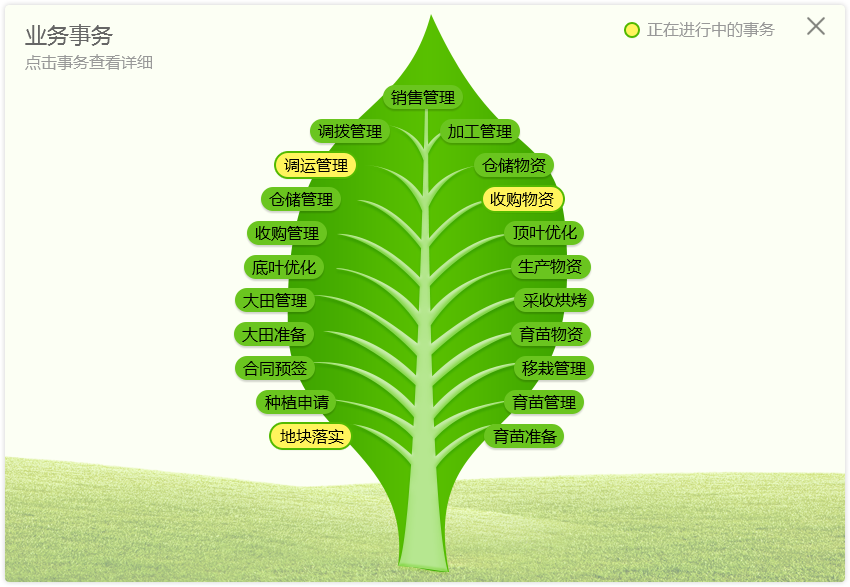 业务事务
点击事务查看详细
正在进行中的事务
销售管理
调拨管理
加工管理
调运管理
仓储物资
仓储管理
收购物资
收购管理
顶叶优化
底叶优化
生产物资
大田管理
采收烘烤
大田准备
育苗物资
合同预签
移栽管理
种植申请
育苗管理
地块落实
育苗准备